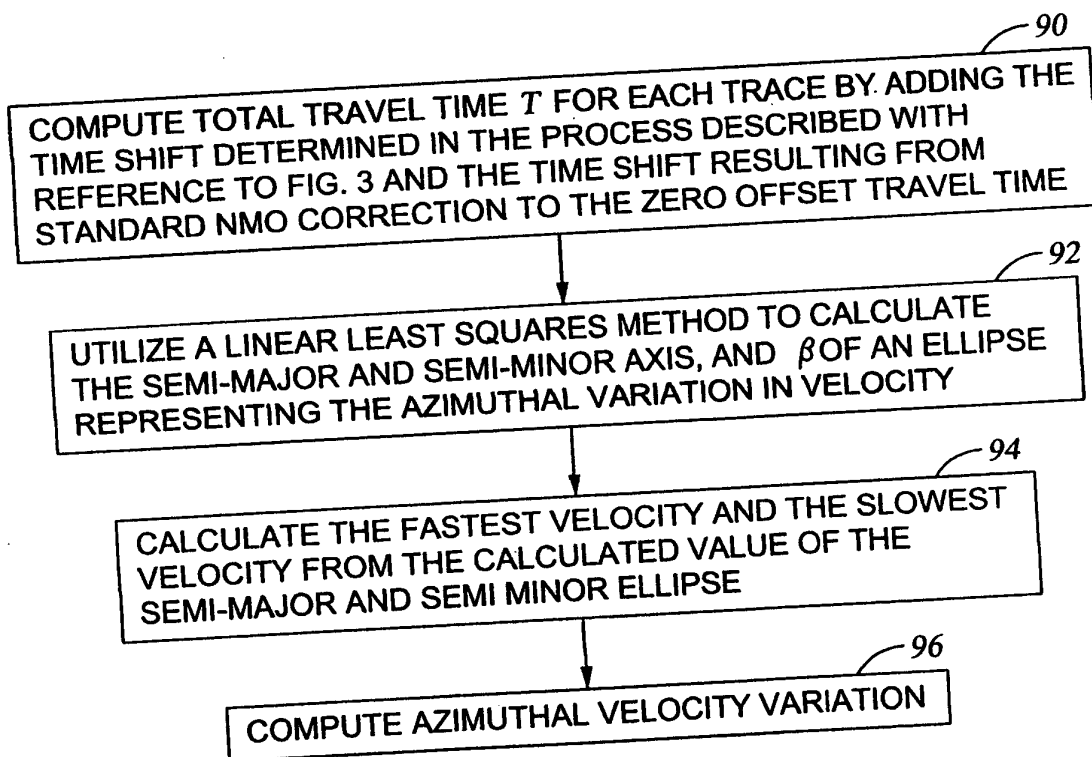 90
COMPUTE TOTAL TRAVEL TIME T FOR EACH TRACE BY ADDING THE
TIME SHIFT DETERMINED IN THE PROCESS DESCRIBED WITH
REFERENCE TO FIG. 3 AND THE TIME SHIFT RESULTING FROM
STANDARD NMO CORRECTION TO THE ZERO OFFSET TRAVEL TIME
92
UTILIZE A LINEAR LEAST SQUARES METHOD TO CALCULATE
THE SEMI-MAJOR AND SEMI-MINOR AXIS, AND β OF AN ELLIPSE
REPRESENTING THE AZIMUTHAL VARIATION IN VELOCITY
94
CALCULATE THE FASTEST VELOCITY AND THE SLOWEST
VELOCITY FROM THE CALCULATED VALUE OF THE
SEMI-MAJOR AND SEMI MINOR ELLIPSE
96
COMPUTE AZIMUTHAL VELOCITY VARIATION